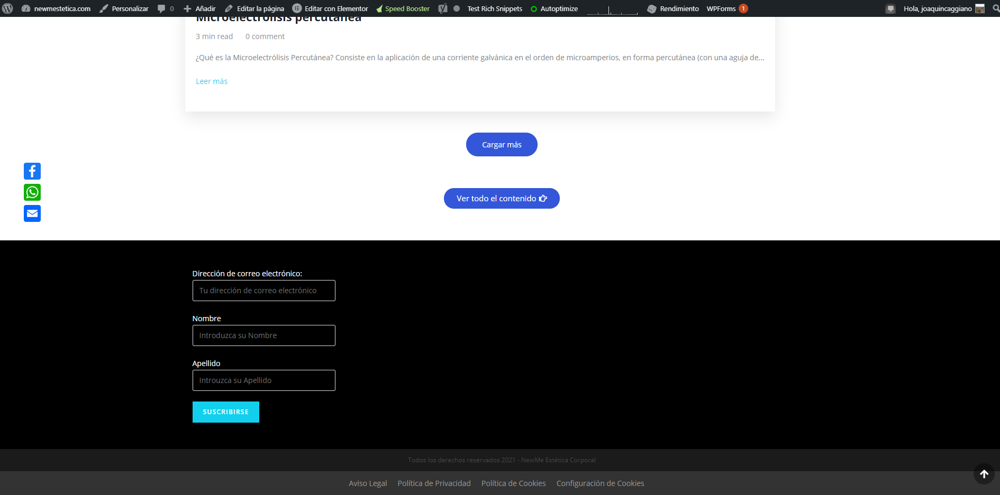 newmestetica.com Personalizar 0 Añadir Editar la página Editar con Elementor Speed Booster Test Rich Snippets Autoptimize Rendimiento WPForms 1 Hola, joaquincaggiano
Microelectrólisis percutánea
3 min read 0 comment
¿Qué es la Microelectrólisis Percutánea? Consiste en la aplicación de una corriente galvánica en el orden de microamperios, en forma percutánea (con una aguja de...
Leer más
Cargar más
Ver todo el contenido
Dirección de correo electrónico:
Tu dirección de correo electrónico
Nombre
Introduzca su Nombre
Apellido
Introuzca su Apellido
SUSCRIBIRSE
Todos los derechos reservados 2021 - NewMe Estética Corporal
Aviso Legal Política de Privacidad Política de Cookies Configuración de Cookies